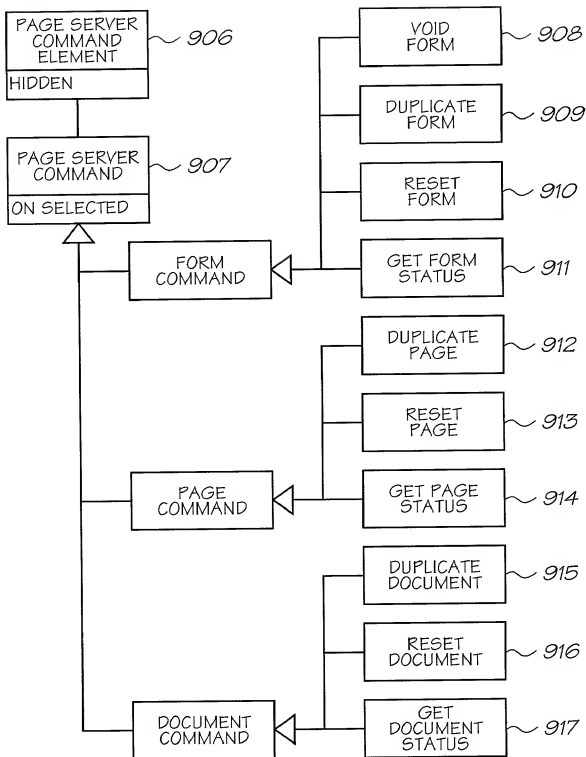 PAGE SERVER
COMMAND
ELEMENT
906
HIDDEN
PAGE SERVER
COMMAND
907
ON SELECTED
FORM
COMMAND
VOID
FORM
908
DUPLICATE
FORM
909
RESET
FORM
910
GET FORM
STATUS
911
PAGE
COMMAND
DUPLICATE
PAGE
912
RESET
PAGE
913
GET PAGE
STATUS
914
DOCUMENT
COMMAND
DUPLICATE
DOCUMENT
915
RESET
DOCUMENT
916
GET
DOCUMENT
STATUS
917